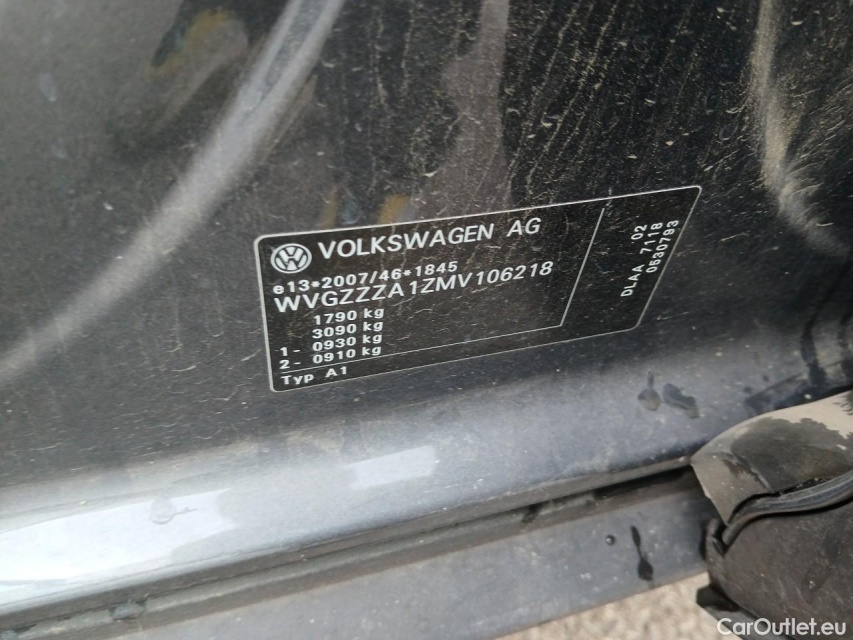 VOLKSWAGEN AG
e13*2007/46*1845
WVGZZZA1ZMV106218
1790 kg
3090 kg
1- 0930 kg
2- 0910 kg
Typ A1
02
DLAA 7118
0630793
CarOutlet.eu